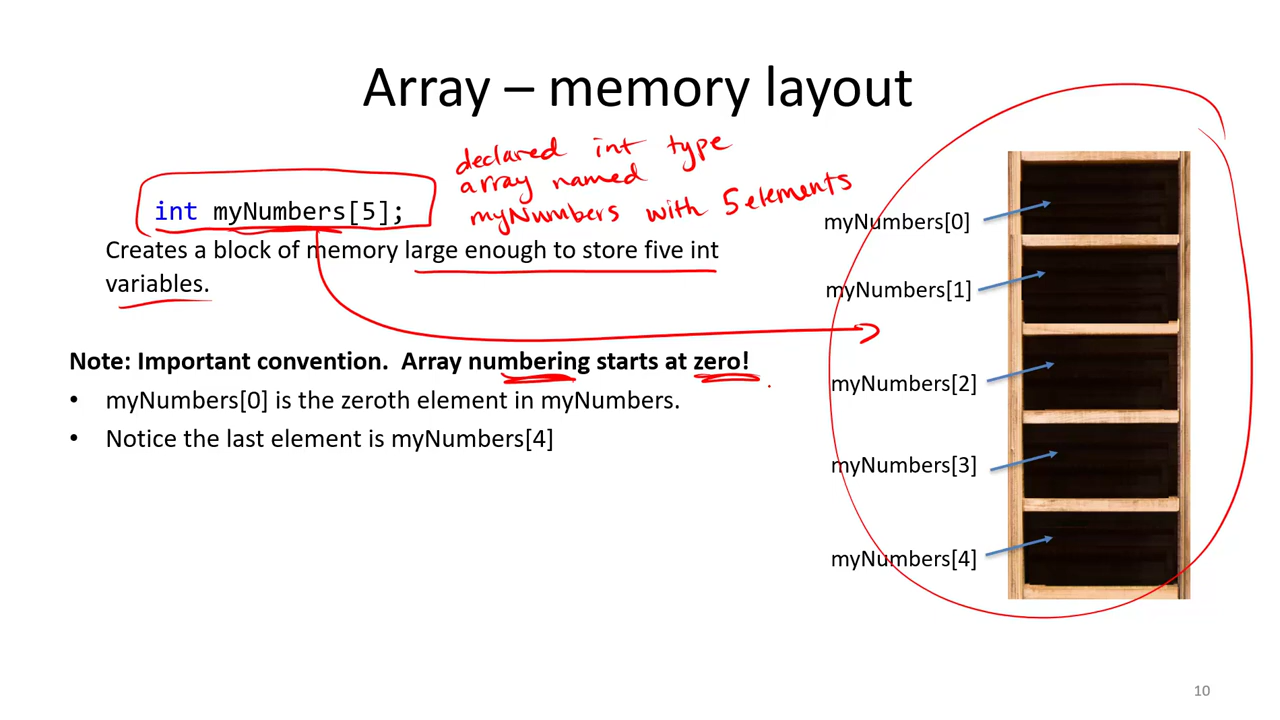 Array – memory layout
declared int type
array named
myNumbers with 5 elements
int myNumbers[5];
Creates a block of memory large enough to store five int
variables.
Note: Important convention.  Array numbering starts at zero!
• myNumbers[0] is the zeroth element in myNumbers.
• Notice the last element is myNumbers[4]
myNumbers[0]
myNumbers[1]
myNumbers[2]
myNumbers[3]
myNumbers[4]
10